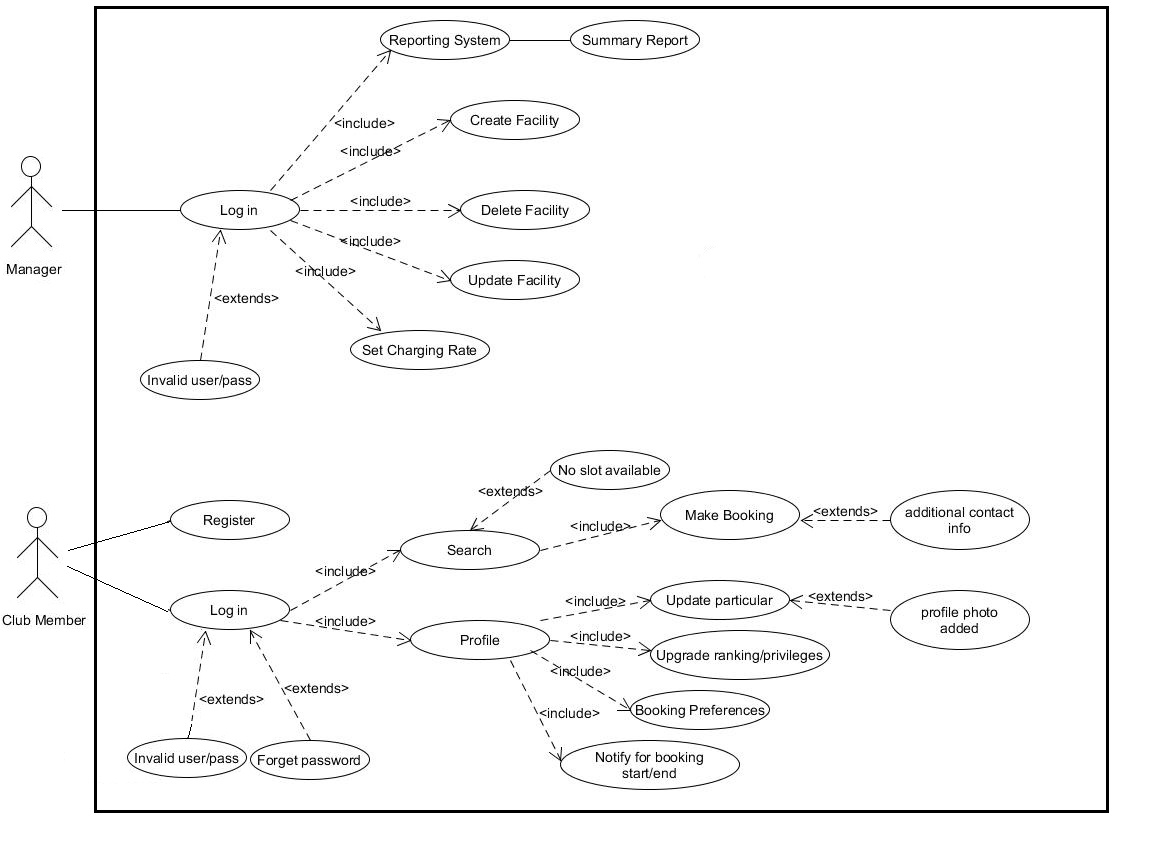 Reporting System
Summary Report
<include>
Create Facility
<include>
Manager
Log in
<include>
Delete Facility
<include>
Update Facility
<include>
<extends>
Set Charging Rate
Invalid user/pass
No slot available
<extends>
Club Member
Register
Search
<include>
Make Booking
<extends>
additional contact
info
Log in
<include>
<include>
Profile
<include>
Update particular
<extends>
profile photo
added
<include>
Upgrade ranking/privileges
<include>
Booking Preferences
<include>
Notify for booking
start/end
<extends>
<extends>
Invalid user/pass
Forget password